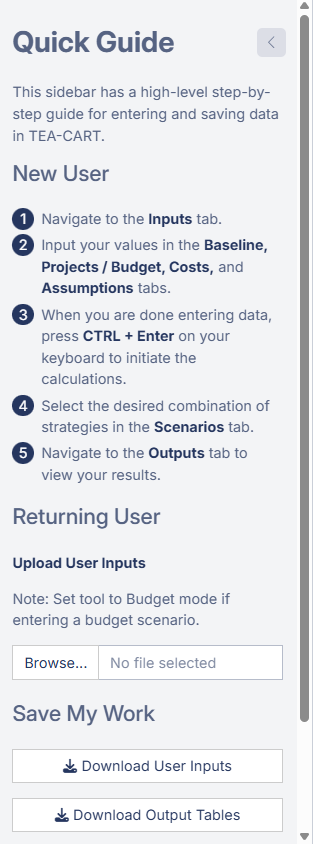 Quick Guide
This sidebar has a high-level step-by-
step guide for entering and saving data
in TEA-CART.
New User
1 Navigate to the Inputs tab.
2 Input your values in the Baseline,
Projects / Budget, Costs, and
Assumptions tabs.
3 When you are done entering data,
press CTRL + Enter on your
keyboard to initiate the
calculations.
4 Select the desired combination of
strategies in the Scenarios tab.
5 Navigate to the Outputs tab to
view your results.
Returning User
Upload User Inputs
Note: Set tool to Budget mode if
entering a budget scenario.
Browse... No file selected
Save My Work
Download User Inputs
Download Output Tables